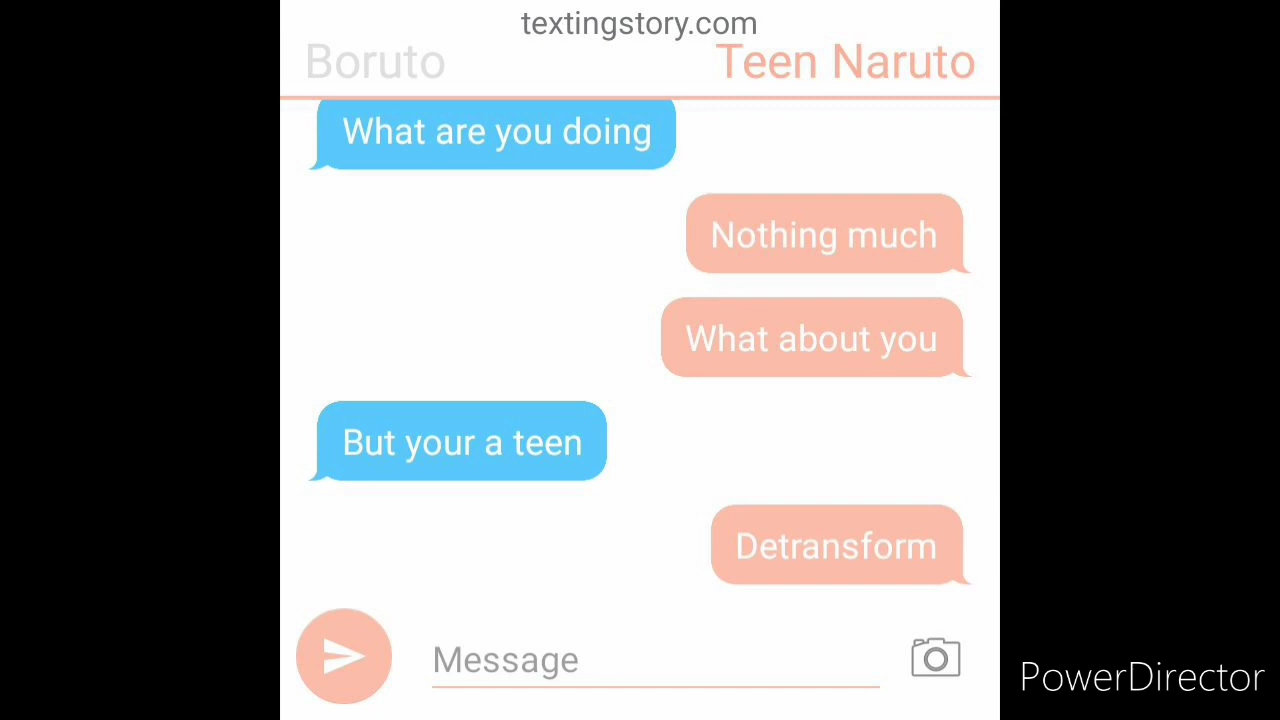 textingstory.com
Boruto
Teen Naruto
What are you doing
Nothing much
What about you
But your a teen
Detransform
Message
PowerDirector